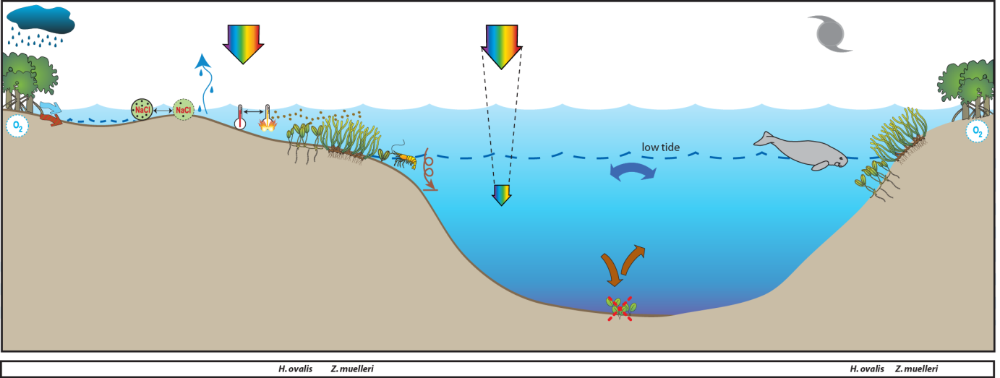 NaCl
NaCl
O₂
O₂
low tide
H. ovalis Z. muelleri
H. ovalis Z. muelleri